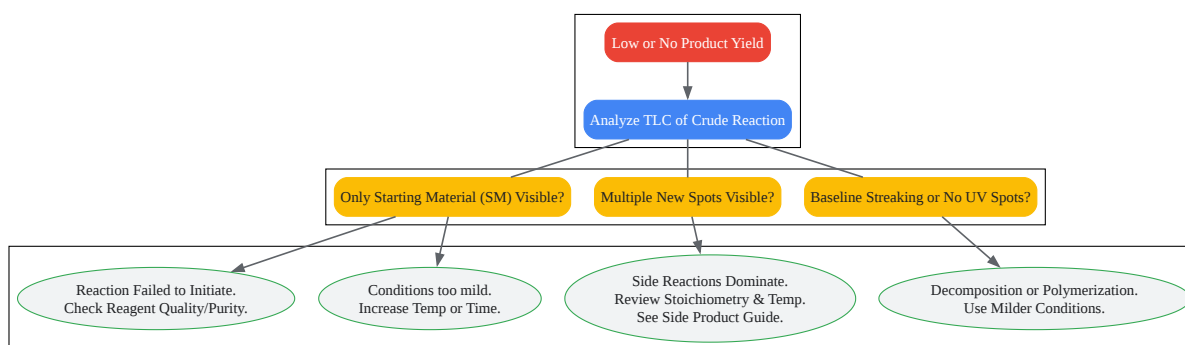 Low or No Product Yield
Analyze TLC of Crude Reaction
Only Starting Material (SM) Visible?
Multiple New Spots Visible?
Baseline Streaking or No UV Spots?
Reaction Failed to Initiate.
Check Reagent Quality/Purity.
Conditions too mild.
Increase Temp or Time.
Side Reactions Dominate.
Review Stoichiometry & Temp.
See Side Product Guide.
Decomposition or Polymerization.
Use Milder Conditions.